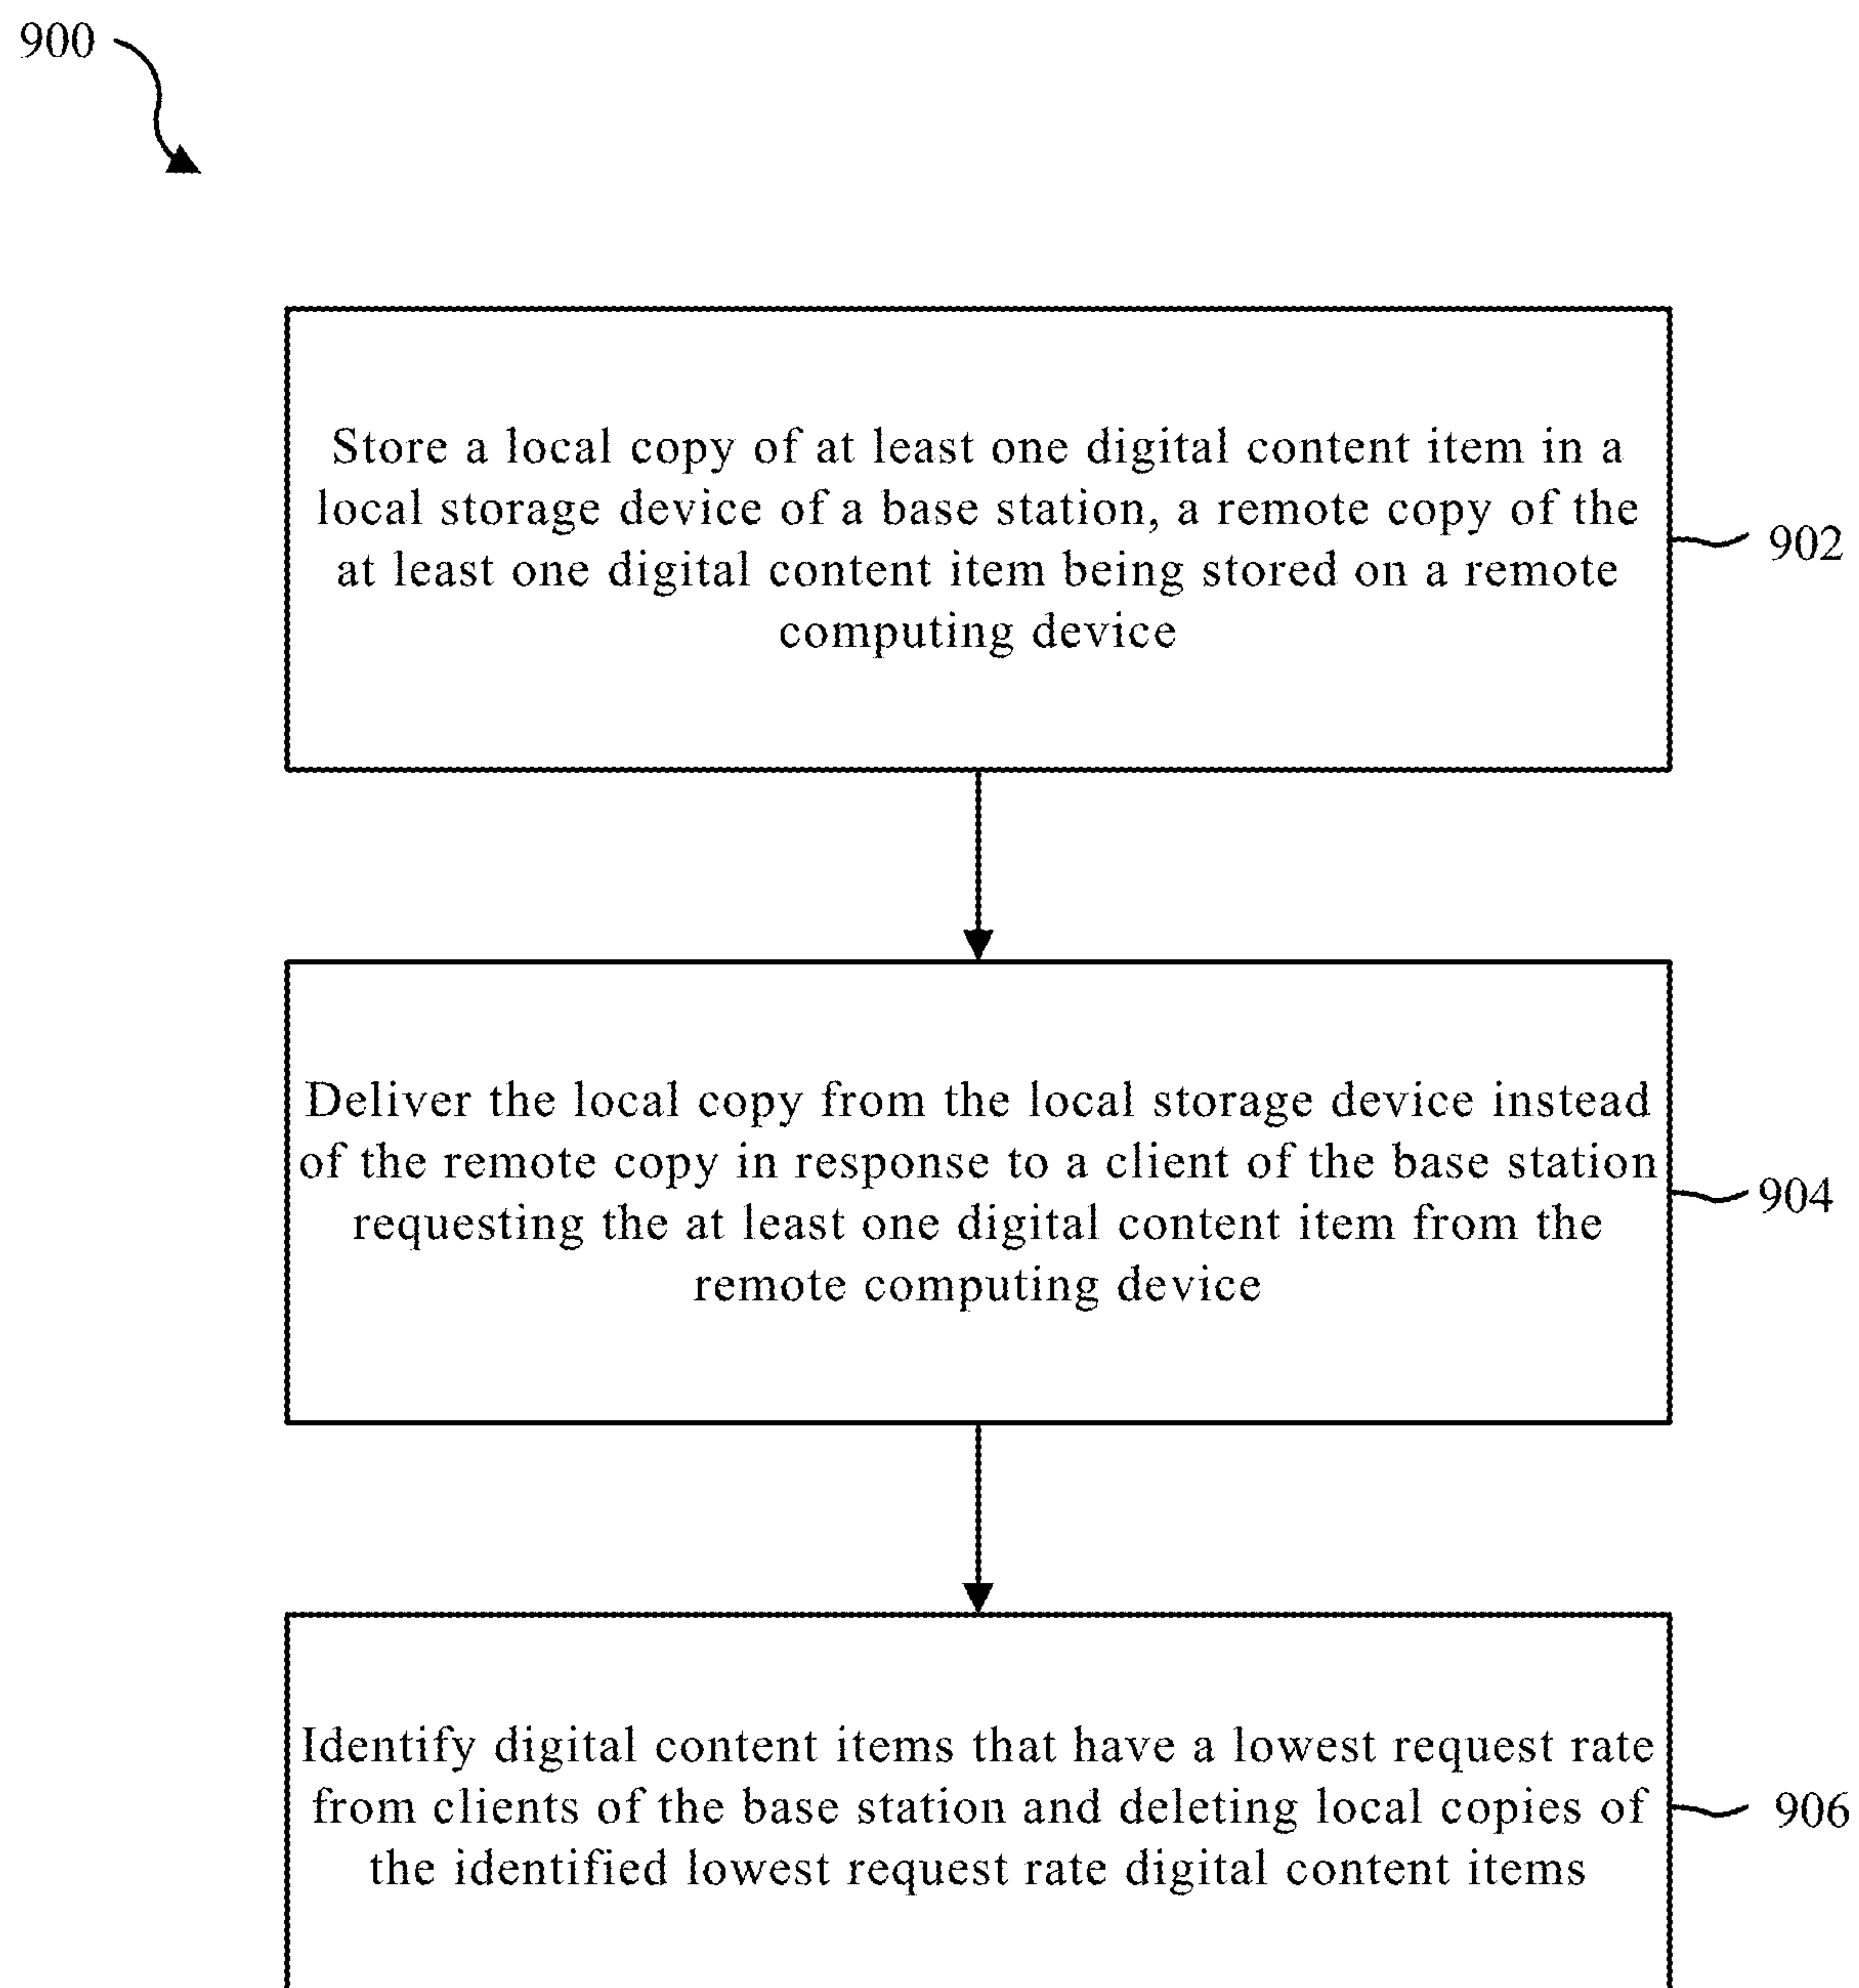 900
Store a local copy of at least one digital content item in a
local storage device of a base station, a remote copy of the
at least one digital content item being stored on a remote
computing device
902
Deliver the local copy from the local storage device instead
of the remote copy in response to a client of the base station
requesting the at least one digital content item from the
remote computing device
904
Identify digital content items that have a lowest request rate
from clients of the base station and deleting local copies of
the identified lowest request rate digital content items
906